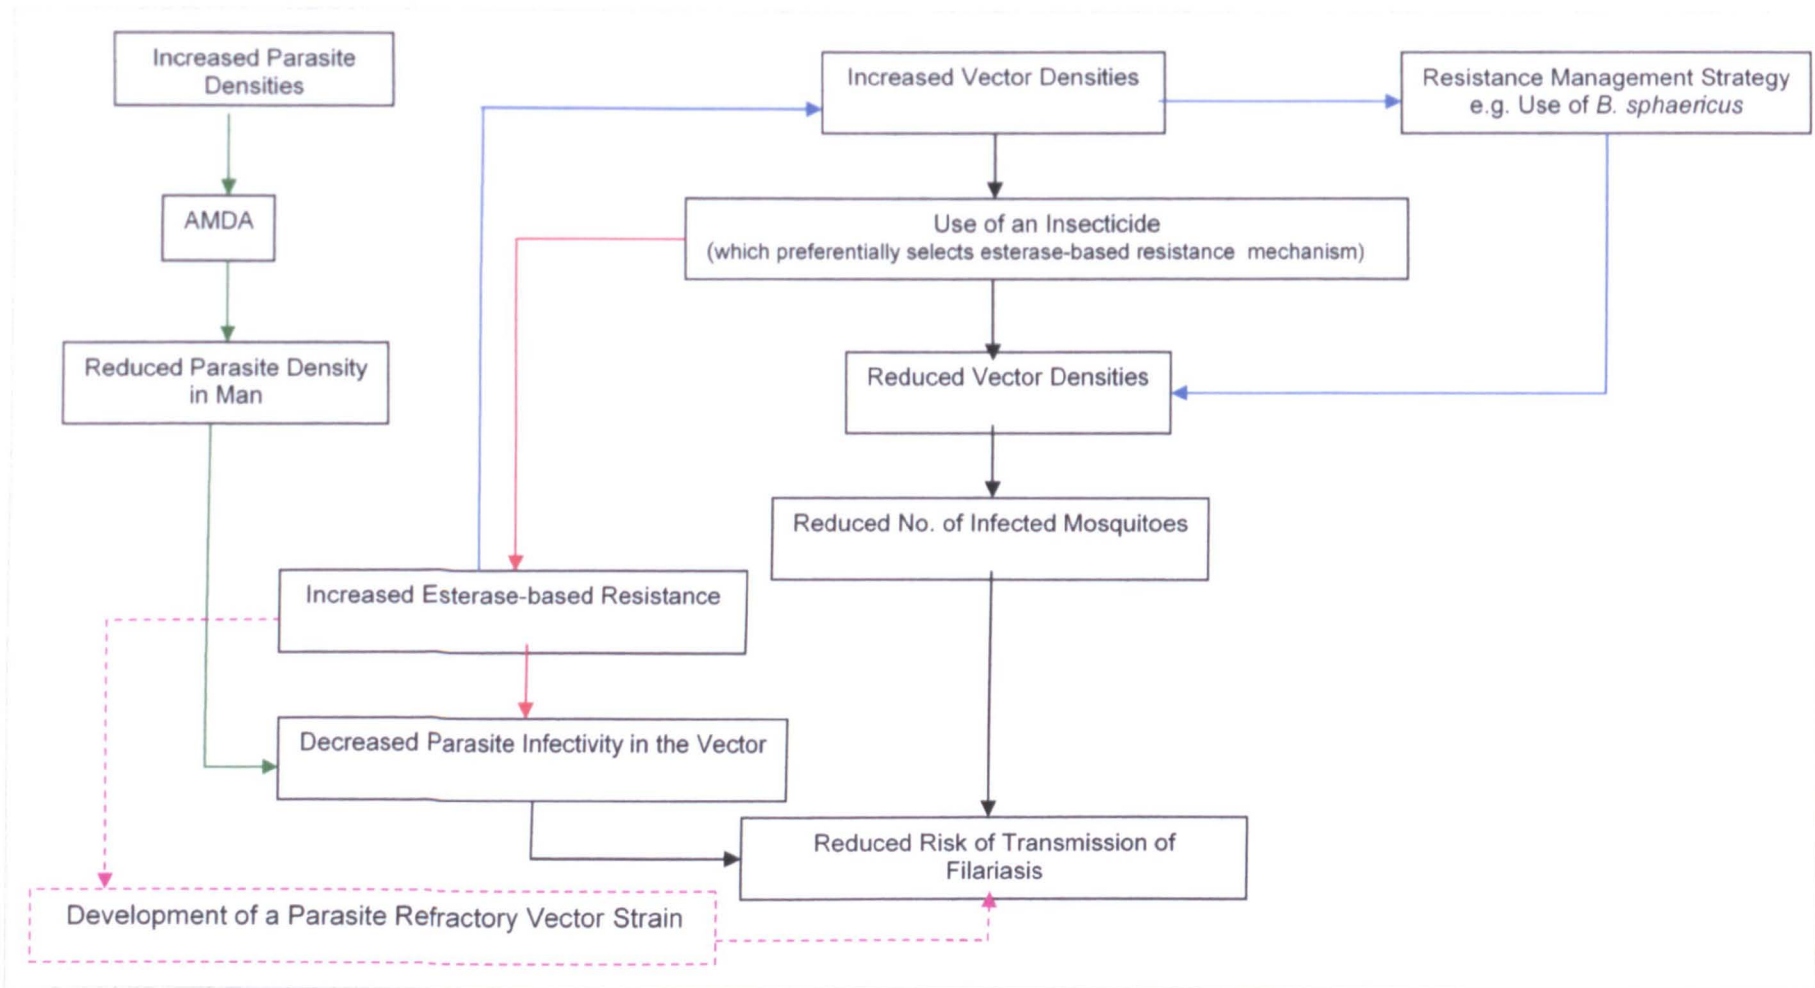 Increased Parasite
Densities
Increased Vector Densities
Resistance Management Strategy
e.g. Use of B. sphaericus
AMDA
Use of an Insecticide
(which preferentially selects esterase-based resistance mechanism)
Reduced Parasite Density
in Man
Reduced Vector Densities
Reduced No. of Infected Mosquitoes
Increased Esterase-based Resistance
Decreased Parasite Infectivity in the Vector
Reduced Risk of Transmission of
Filariasis
Development of a Parasite Refractory Vector Strain